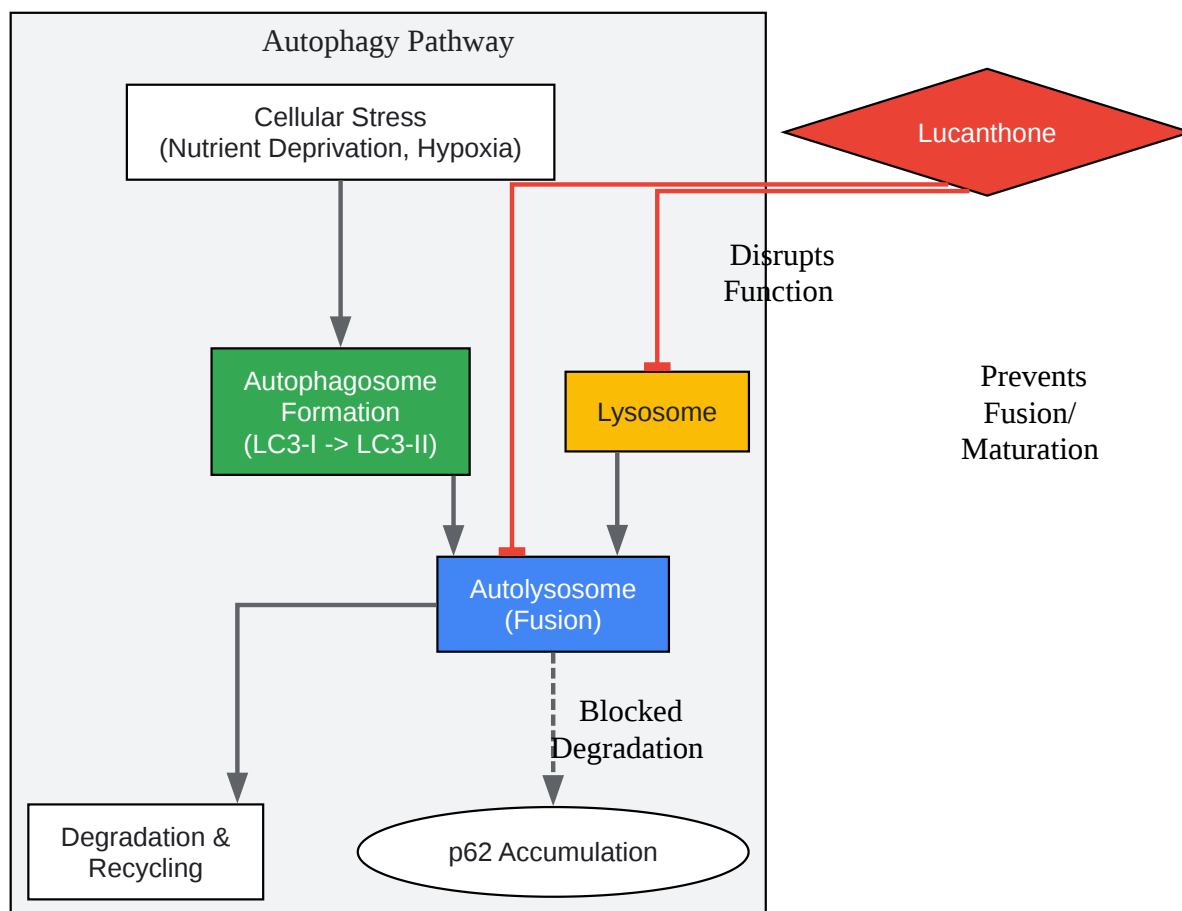 Autophagy Pathway
Cellular Stress
(Nutrient Deprivation, Hypoxia)
Lucanthone
Disrupts
Function
Autophagosome
Formation
(LC3-I -> LC3-II)
Lysosome
Prevents
Fusion/
Maturation
Autolysosome
(Fusion)
Blocked
Degradation
Degradation &
Recycling
p62 Accumulation